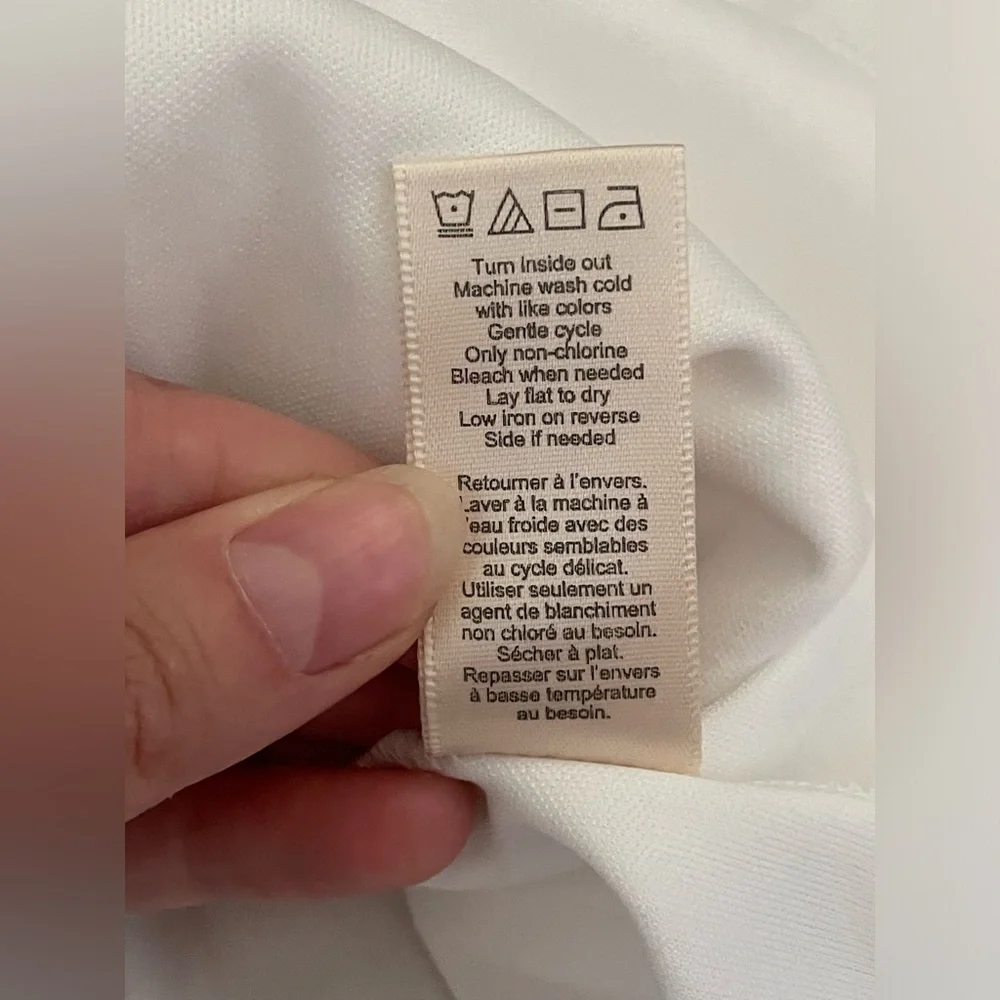 Turn Inside out
Machine wash cold
with like colors
Gentle cycle
Only non-chlorine
Bleach when needed
Lay flat to dry
Low iron on reverse
Side if needed
Retourner à l'envers.
Laver à la machine à
'eau froide avec des
couleurs semblables
au cycle délicat.
Utiliser seulement un
agent de blanchiment
non chloré au besoin.
Sécher à plat.
Repasser sur l'envers
à basse température
au besoin.